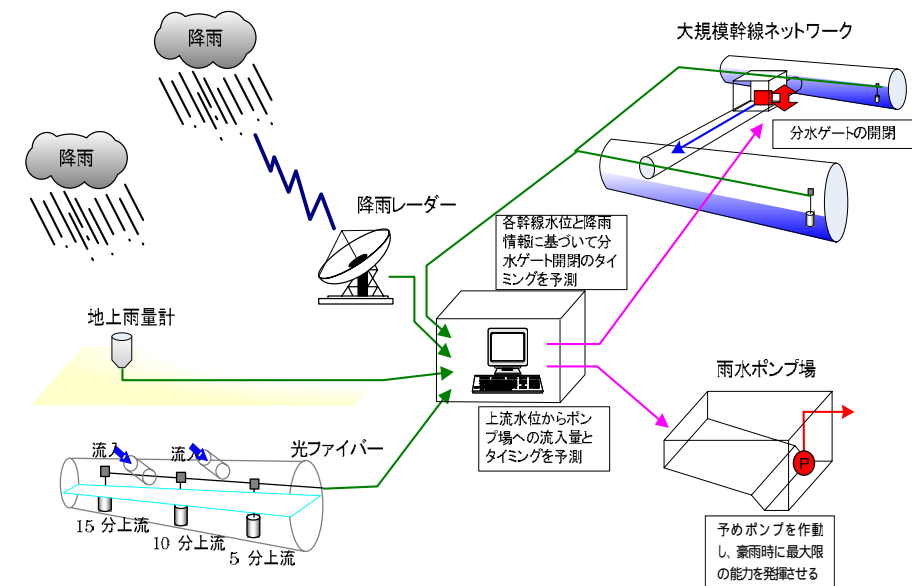 降雨
大規模幹線ネットワーク
分水ゲートの開閉
降雨
降雨レーダー
各幹線水位と降雨
情報に基づいて分
水ゲート開閉のタイ
ミングを予測
地上雨量計
雨水ポンプ場
上流水位からポン
プ場への流入量と
タイミングを予測
P
流入
流入
光ファイバー
15 分上流
10 分上流
5 分上流
予めポンプを作動
し、豪雨時に最大限
の能力を発揮させる